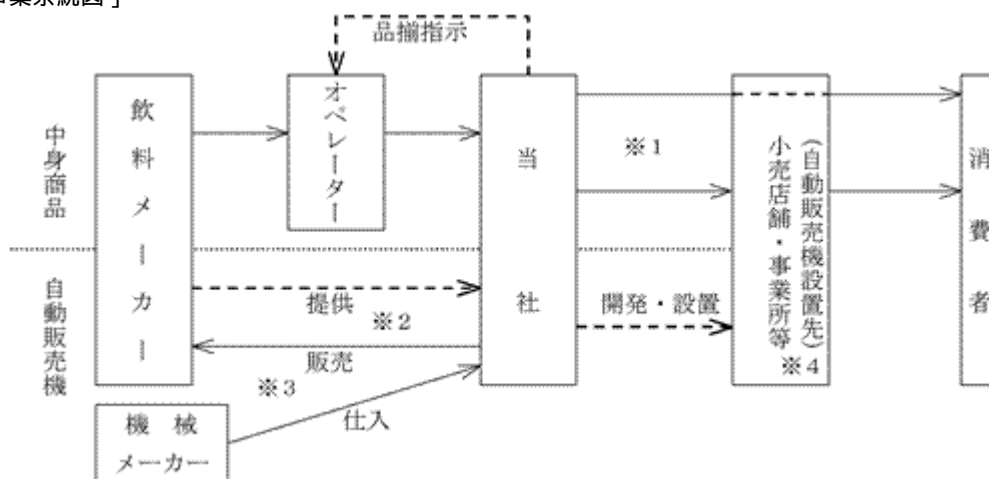 事業系統図］
品揃指示
中身商品
飲料メーカー
オペレーター
当社
※1
小売店舗・事業所等
（自動販売機設置先）
※4
消費者
自動販売機
提供
※2
販売
※3
開発・設置
仕入
機械
メーカー